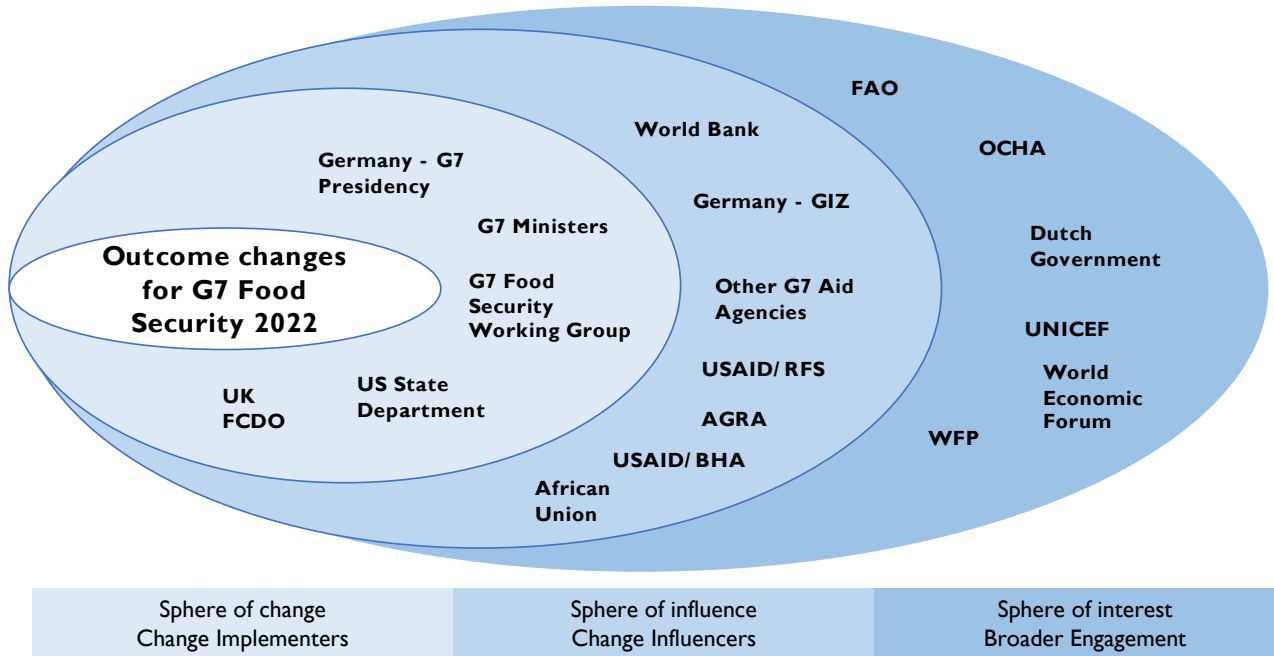 FAO
World Bank
OCHA
Germany - G7
Presidency
Germany - GIZ
G7 Ministers
Dutch
Government
Outcome changes
for G7 Food
Security 2022
G7 Food
Security
Working Group
Other G7 Aid
Agencies
UNICEF
USAID/ RFS
World
Economic
Forum
UK
FCDO
US State
Department
AGRA
WFP
USAID/ BHA
African
Union
Sphere of change
Change Implementers
Sphere of influence
Change Influencers
Sphere of interest
Broader Engagement